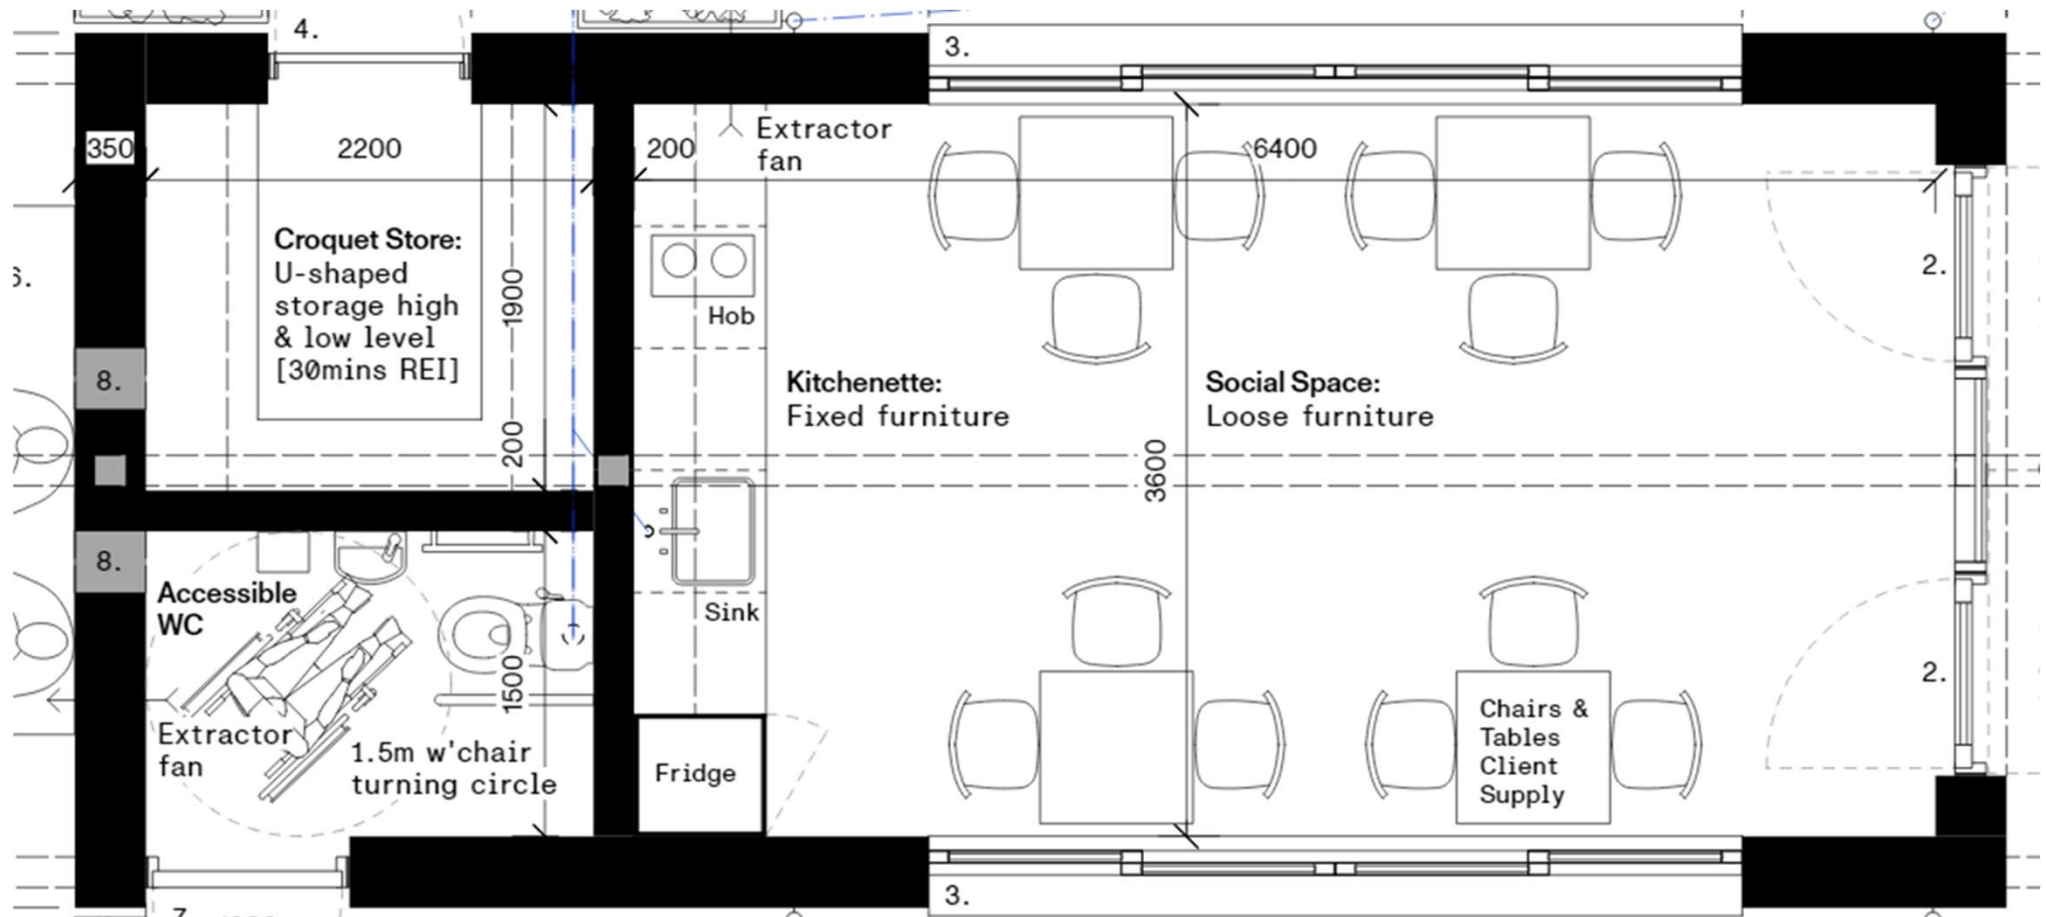 4.
3.
350
2200
200
Extractor
fan
6400
Croquet Store:
U-shaped
storage high
& low level
[30mins REI]
1900
2.
Hob
8.
Kitchenette:
Fixed furniture
Social Space:
Loose furniture
200
3600
8.
Accessible
WC
Sink
1500
2.
Extractor
fan
1.5m w'chair
turning circle
Fridge
Chairs &
Tables
Client
Supply
3.